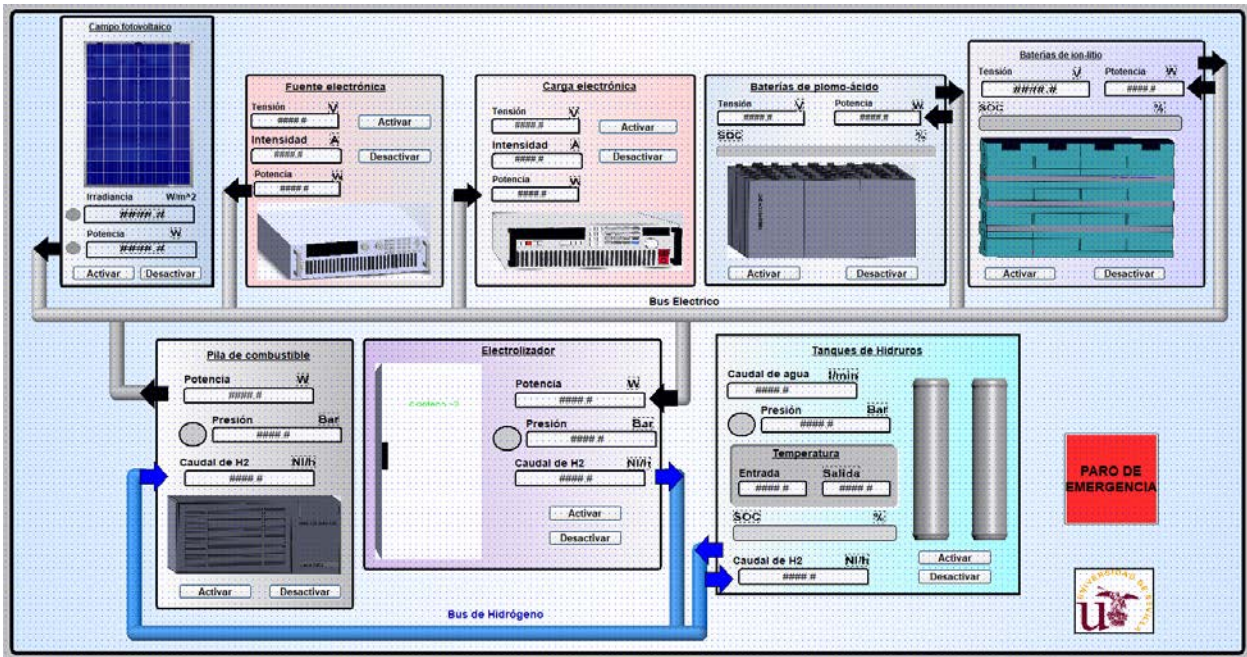 Campo fotovoltaico
Irradiancia W/m^2
####.#
Potencia W
####.#
Activar Desactivar
Fuente electrónica
Tensión V
####.#
Activar
Intensidad A
####.#
Desactivar
Potencia W
####.#
Carga electrónica
Tensión V
####.#
Activar
Intensidad A
####.#
Desactivar
Potencia W
####.#
Baterías de plomo-ácido
Tensión V Potencia W
####.# ####.#
SOC %
Activar Desactivar
Baterías de ion-litio
Tensión V Ptotencia W
####.# ####.#
SOC %
Activar Desactivar
Bus Electrico
Pila de combustible
Potencia W
####.#
Presión Bar
####.#
Caudal de H2 Nl/h
####.#
Activar Desactivar
Electrolizador
Potencia W
####.#
Presión Bar
####.#
Caudal de H2 Nl/h
####.#
Activar
Desactivar
Tanques de Hidruros
Caudal de agua l/min
####.#
Presión Bar
####.#
Temperatura
Entrada Salida
####.# ####.#
SOC %
Caudal de H2 Nl/h
####.#
Activar
Desactivar
PARO DE
EMERGENCIA
Bus de Hidrógeno
UNIVERSIDAD DE SEVILLA